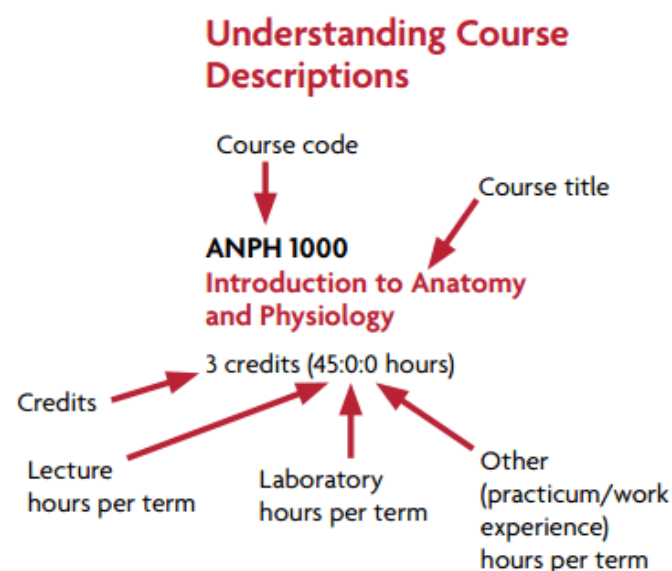 Understanding Course
Descriptions
Course code
Course title
ANPH 1000
Introduction to Anatomy
and Physiology
3 credits (45:0:0 hours)
Credits
Lecture
hours per term
Laboratory
hours per term
Other
(practicum/work
experience)
hours per term